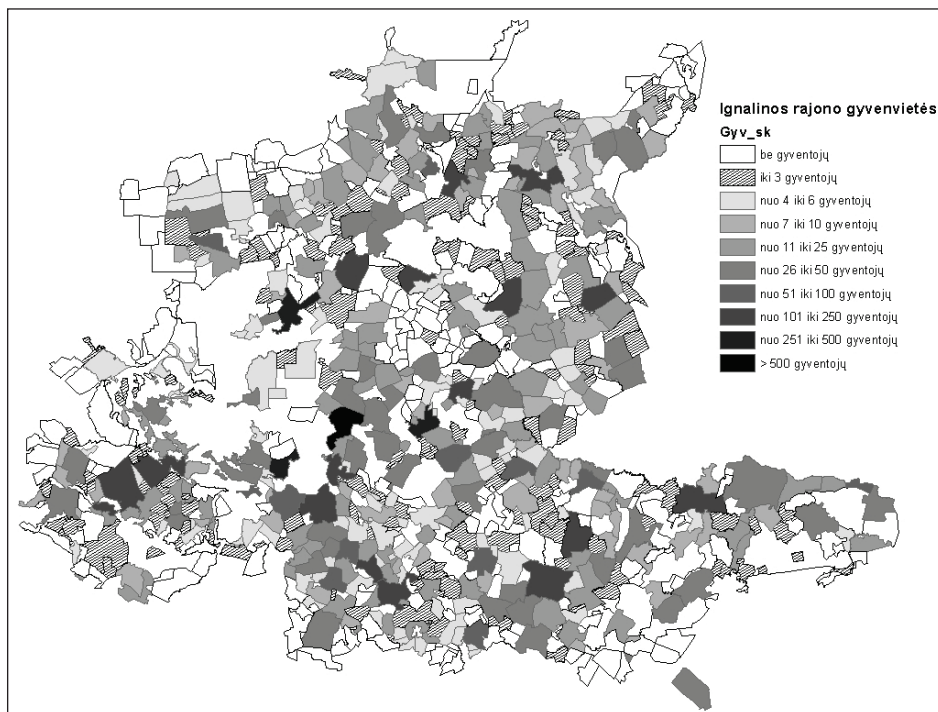 Ignalinos rajono gyvenvietės
Gyv_sk
be gyventojų
iki 3 gyventojų
nuo 4 iki 6 gyventojų
nuo 7 iki 10 gyventojų
nuo 11 iki 25 gyventojų
nuo 26 iki 50 gyventojų
nuo 51 iki 100 gyventojų
nuo 101 iki 250 gyventojų
nuo 251 iki 500 gyventojų
> 500 gyventojų